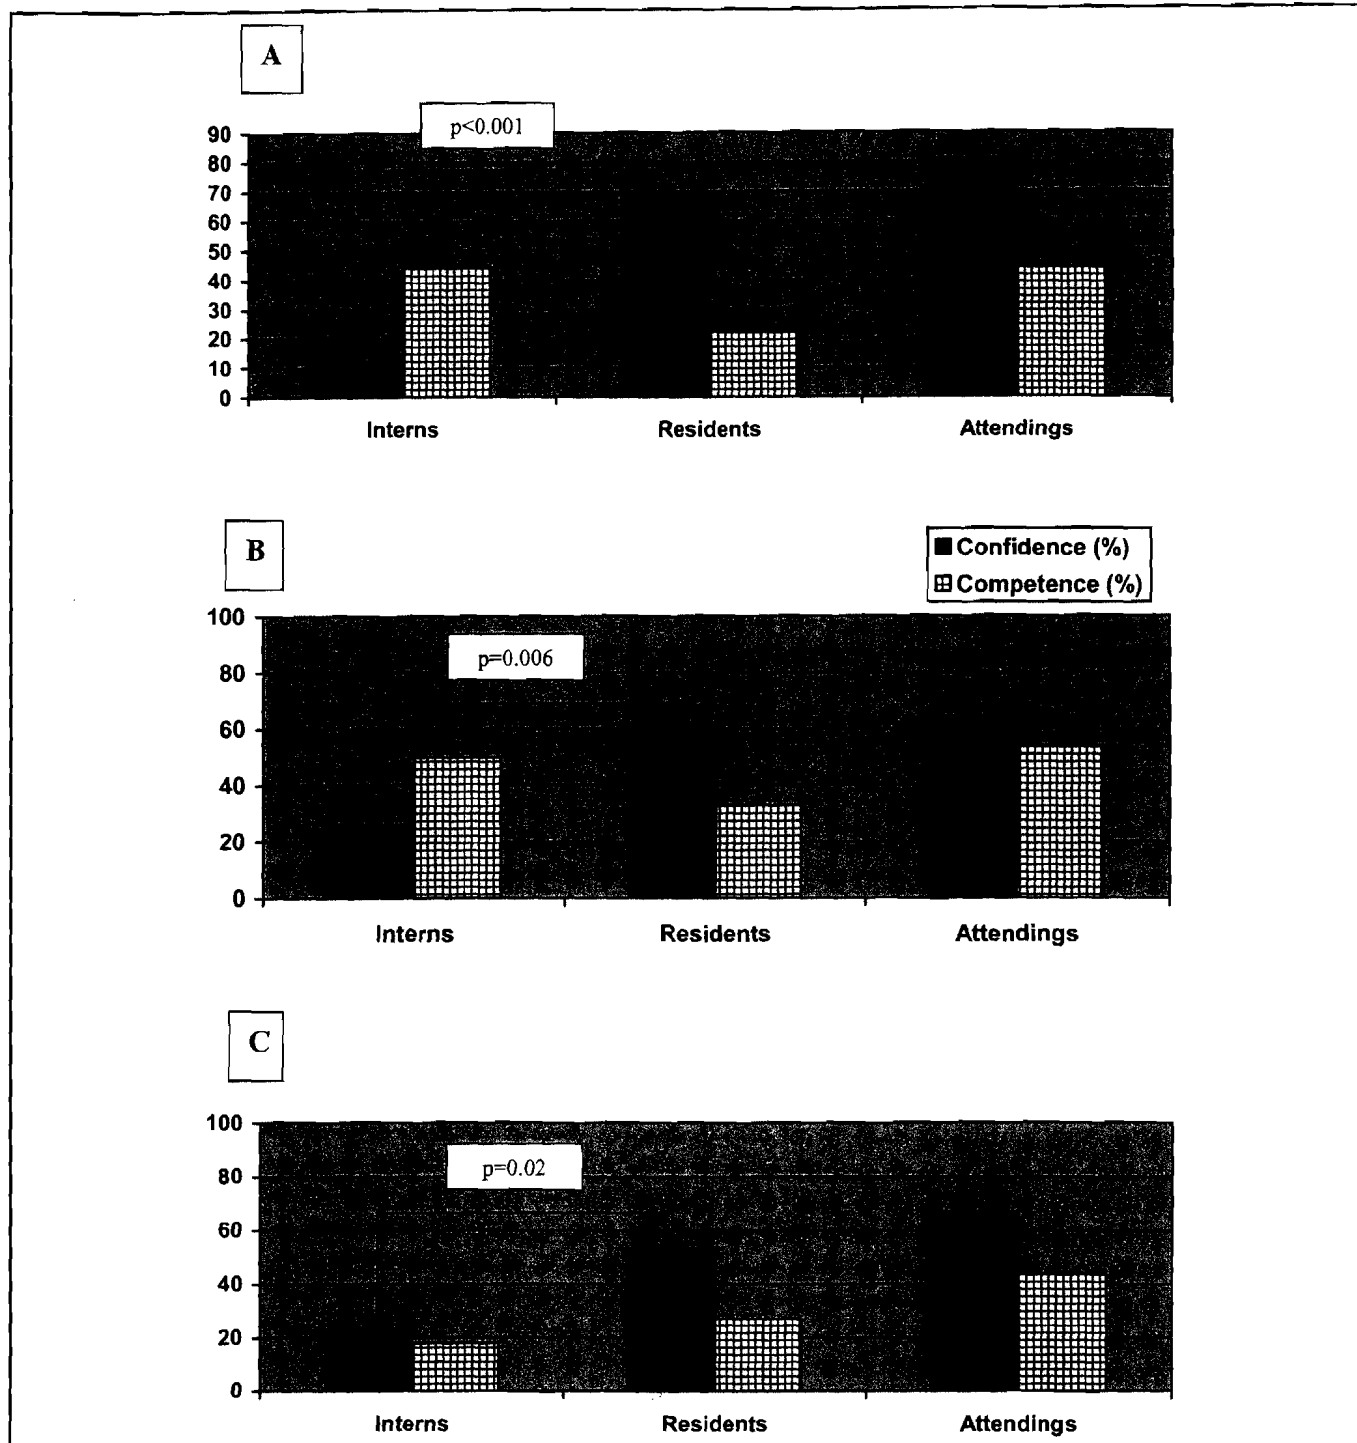 A
p<0.001
90
80
70
60
50
40
30
20
10
0
Interns Residents Attendings
B
Confidence (%)
Competence (%)
p=0.006
100
80
60
40
20
0
Interns Residents Attendings
C
p=0.02
100
80
60
40
20
0
Interns Residents Attendings